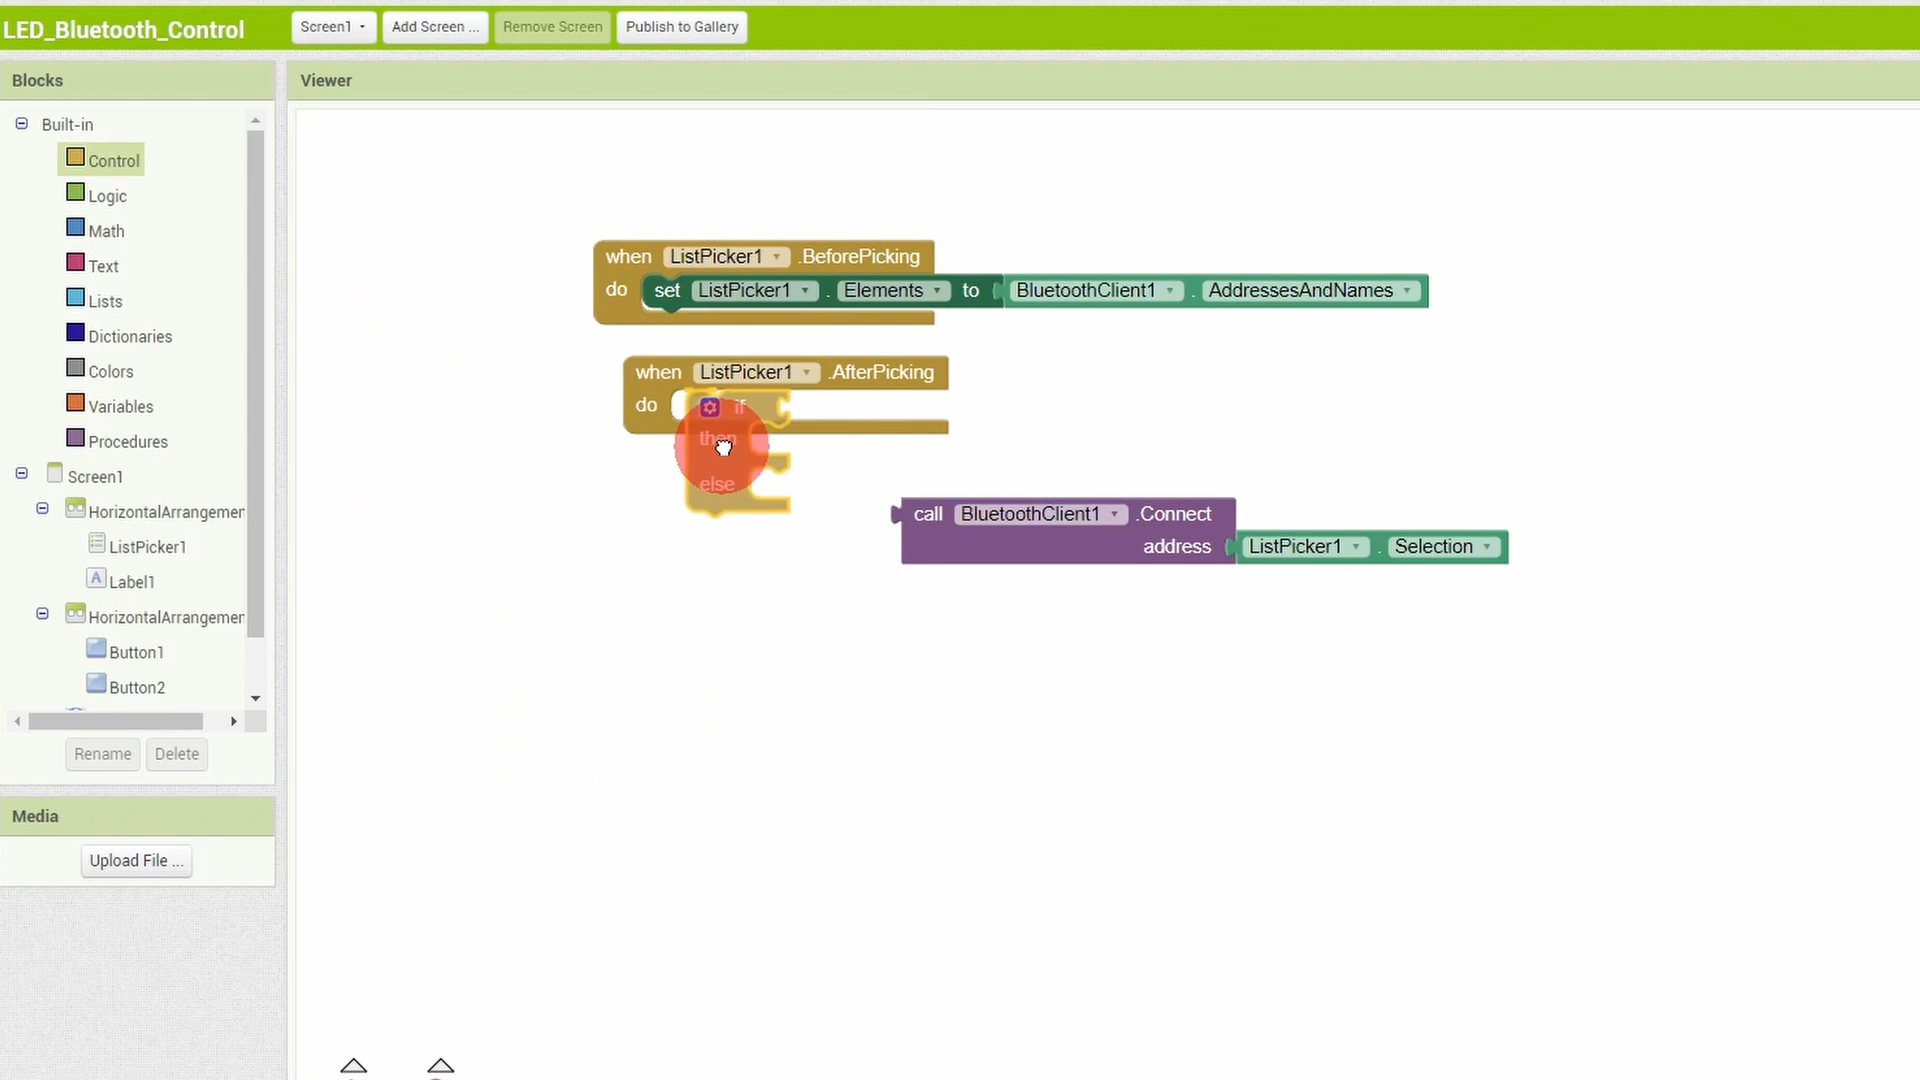 LED_Bluetooth_Control
Screen1
Add Screen ...
Remove Screen
Publish to Gallery
Blocks
Viewer
Built-in
Control
Logic
Math
Text
Lists
Dictionaries
Colors
Variables
Procedures
Screen1
HorizontalArrangemer
ListPicker1
Label1
HorizontalArrangemer
Button1
Button2
Rename
Delete
Media
Upload File ...
when ListPicker1 .BeforePicking
do set ListPicker1 . Elements to BluetoothClient1 . AddressesAndNames
when ListPicker1 .AfterPicking
do if
then
else
call BluetoothClient1 .Connect
address ListPicker1 . Selection